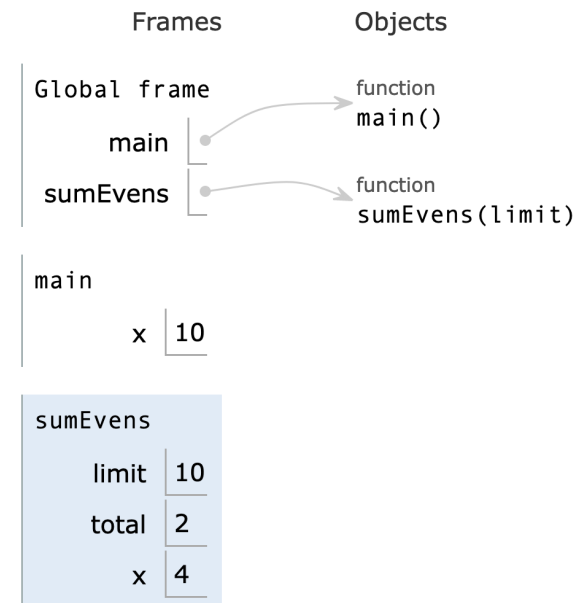 Frames Objects
Global frame
function
main()
main
sumEvens
function
sumEvens(limit)
main
x 10
sumEvens
limit 10
total 2
x 4